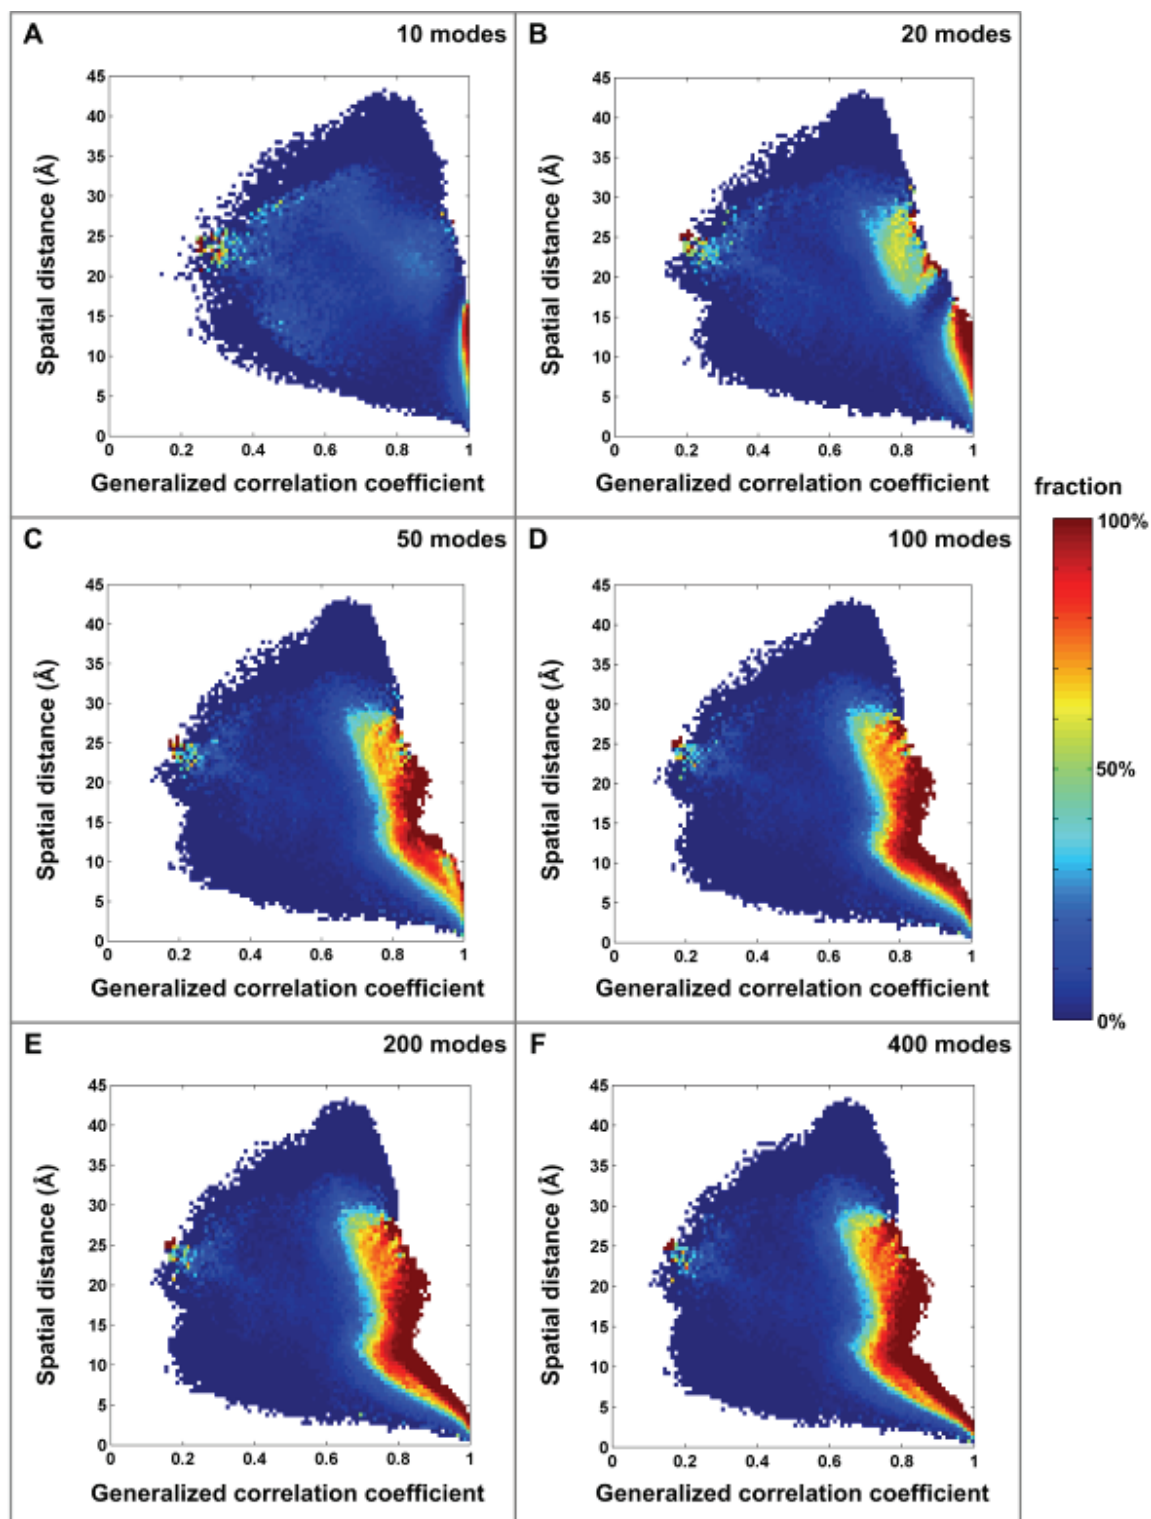 A 10 modes
45
40
35
30
25
20
15
10
5
0
Spatial distance (Å)
0 0.2 0.4 0.6 0.8 1
Generalized correlation coefficient
B 20 modes
45
40
35
30
25
20
15
10
5
0
Spatial distance (Å)
0 0.2 0.4 0.6 0.8 1
Generalized correlation coefficient
C 50 modes
45
40
35
30
25
20
15
10
5
0
Spatial distance (Å)
0 0.2 0.4 0.6 0.8 1
Generalized correlation coefficient
D 100 modes
45
40
35
30
25
20
15
10
5
0
Spatial distance (Å)
0 0.2 0.4 0.6 0.8 1
Generalized correlation coefficient
fraction
100%
50%
0%
E 200 modes
45
40
35
30
25
20
15
10
5
0
Spatial distance (Å)
0 0.2 0.4 0.6 0.8 1
Generalized correlation coefficient
F 400 modes
45
40
35
30
25
20
15
10
5
0
Spatial distance (Å)
0 0.2 0.4 0.6 0.8 1
Generalized correlation coefficient